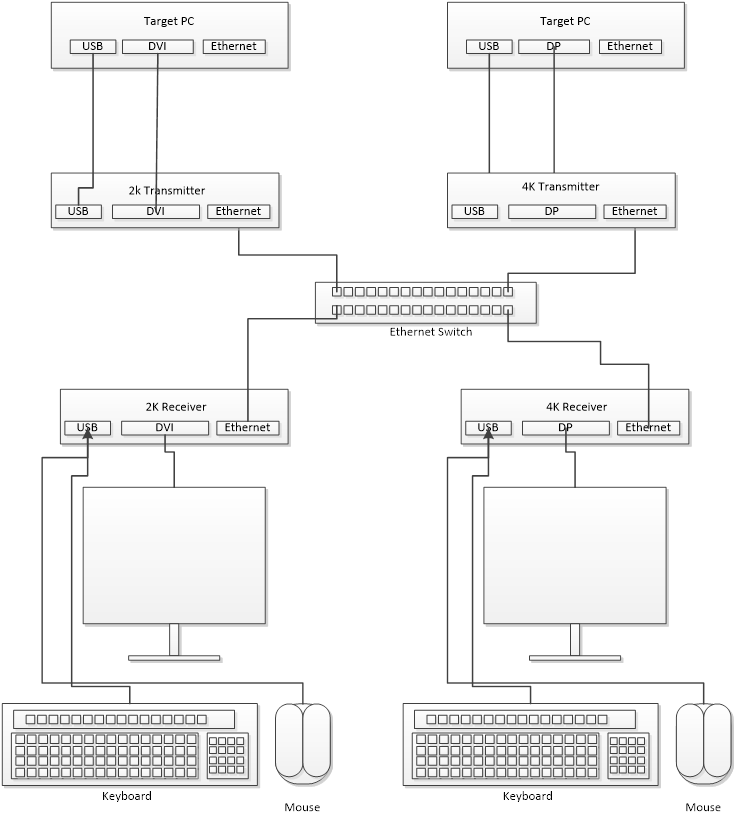 Target PC
USB DVI Ethernet
Target PC
USB DP Ethernet
2k Transmitter
USB DVI Ethernet
4K Transmitter
USB DP Ethernet
Ethernet Switch
2K Receiver
USB DVI Ethernet
4K Receiver
USB DP Ethernet
Keyboard
Mouse
Keyboard
Mouse